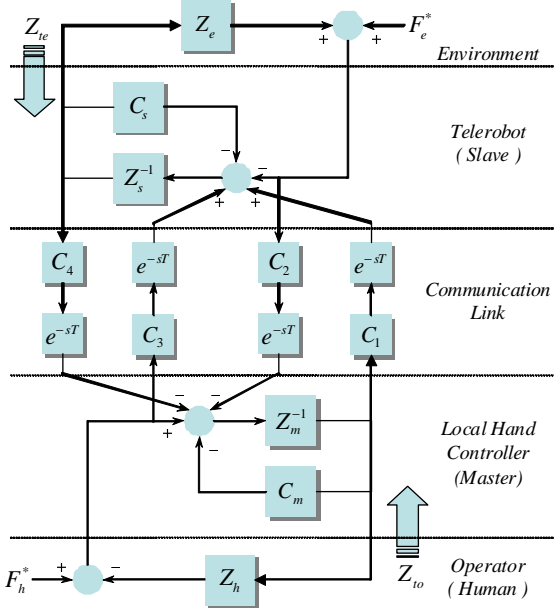 Z_te
Z_e
+ +
F_e^*
Environment
C_s
Telerobot
( Slave )
− −
Z_s^{-1}
+ +
C_4
e^{-sT}
C_2
e^{-sT}
Communication
Link
e^{-sT}
C_3
e^{-sT}
C_1
− −
+
Z_m^{-1}
−
Local Hand
Controller
(Master)
C_m
F_h^*
+ −
Z_h
Z_to
Operator
( Human )